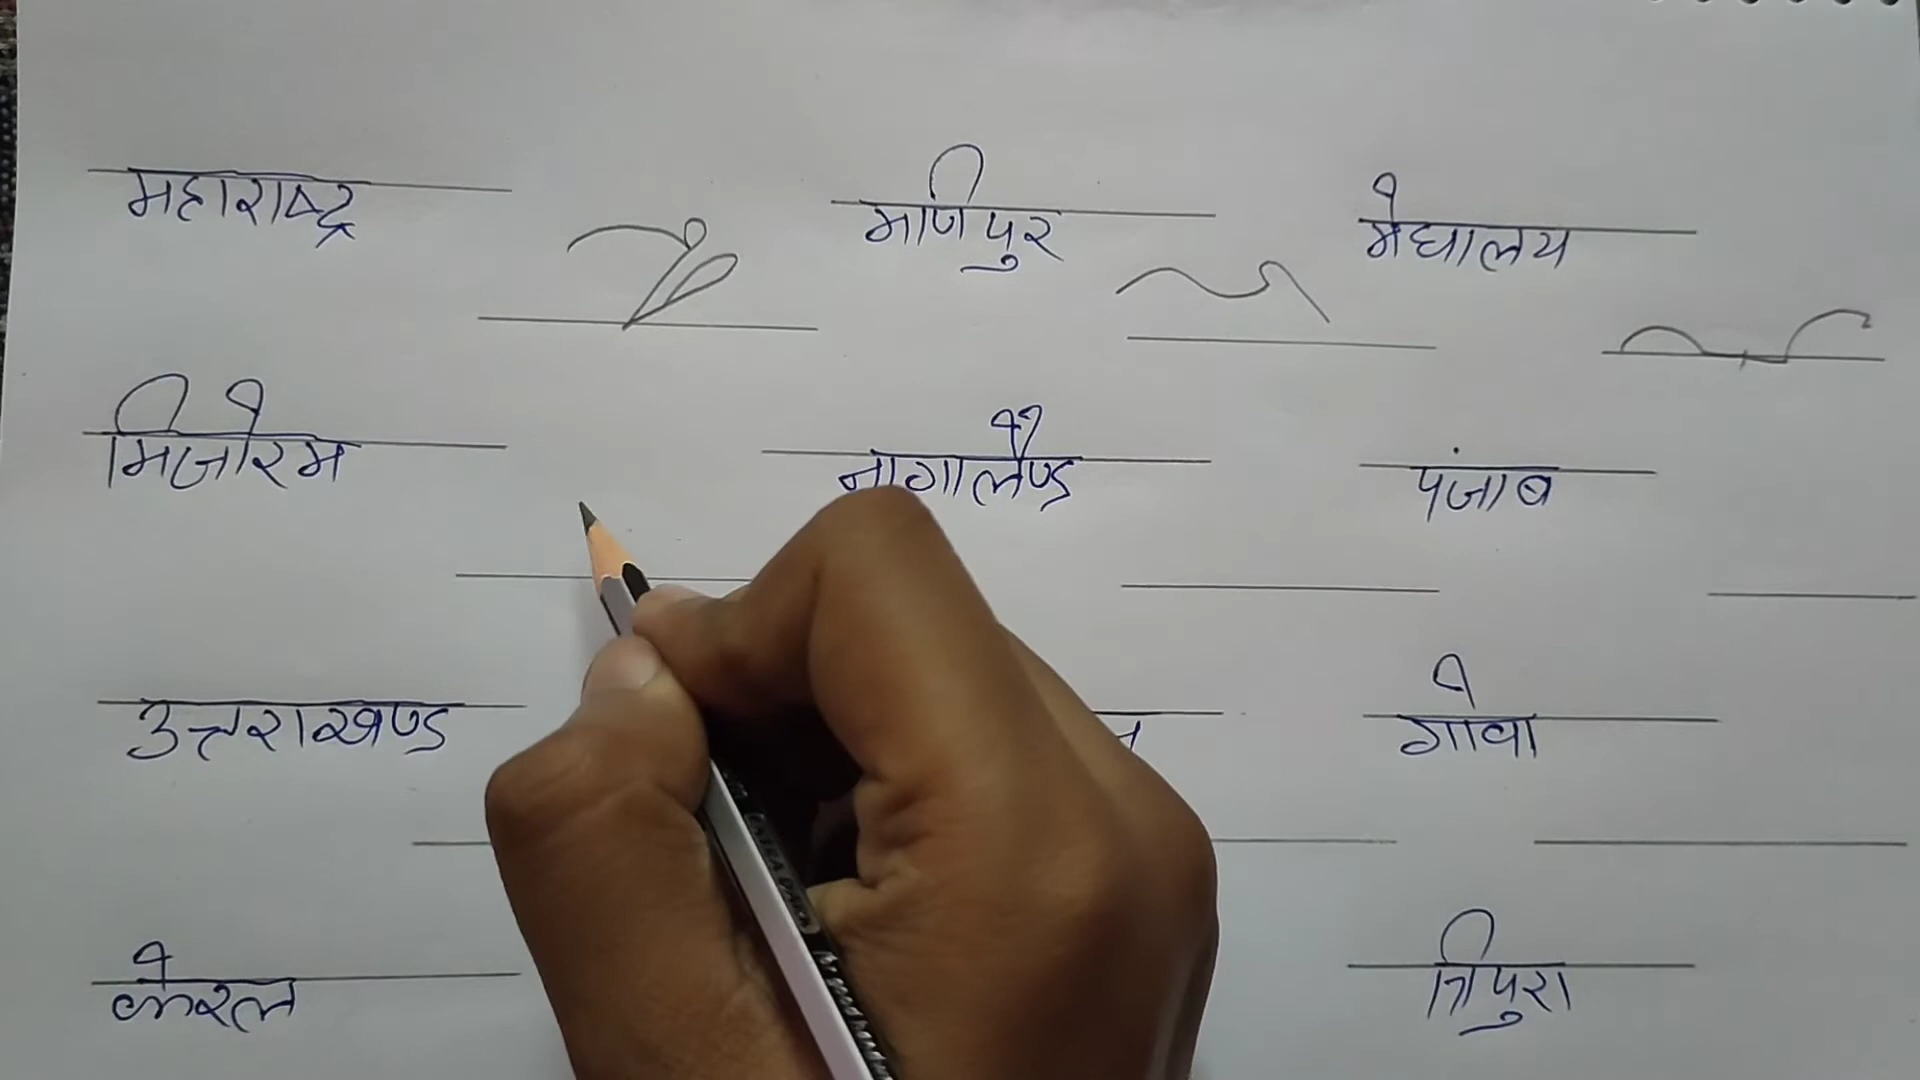 महाराष्ट्र मणिपुर मेघालय
मिजोरम नागालैण्ड पंजाब
उत्तराखण्ड गोवा
केरल त्रिपुरा